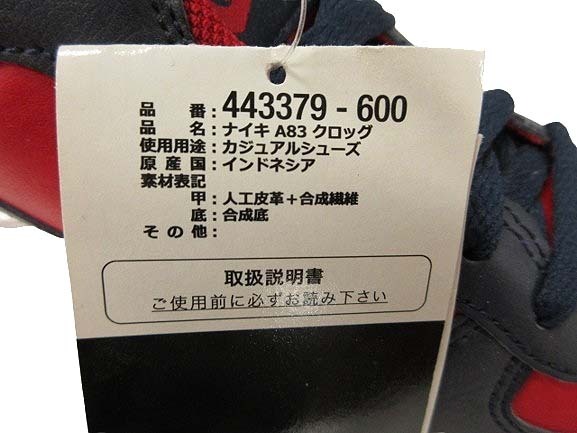 品番：443379-600
品名：ナイキ A83 クロッグ
使用用途：カジュアルシューズ
原産国：インドネシア
素材表記
甲：人工皮革＋合成繊維
底：合成底
その他：
取扱説明書
ご使用前に必ずお読み下さい